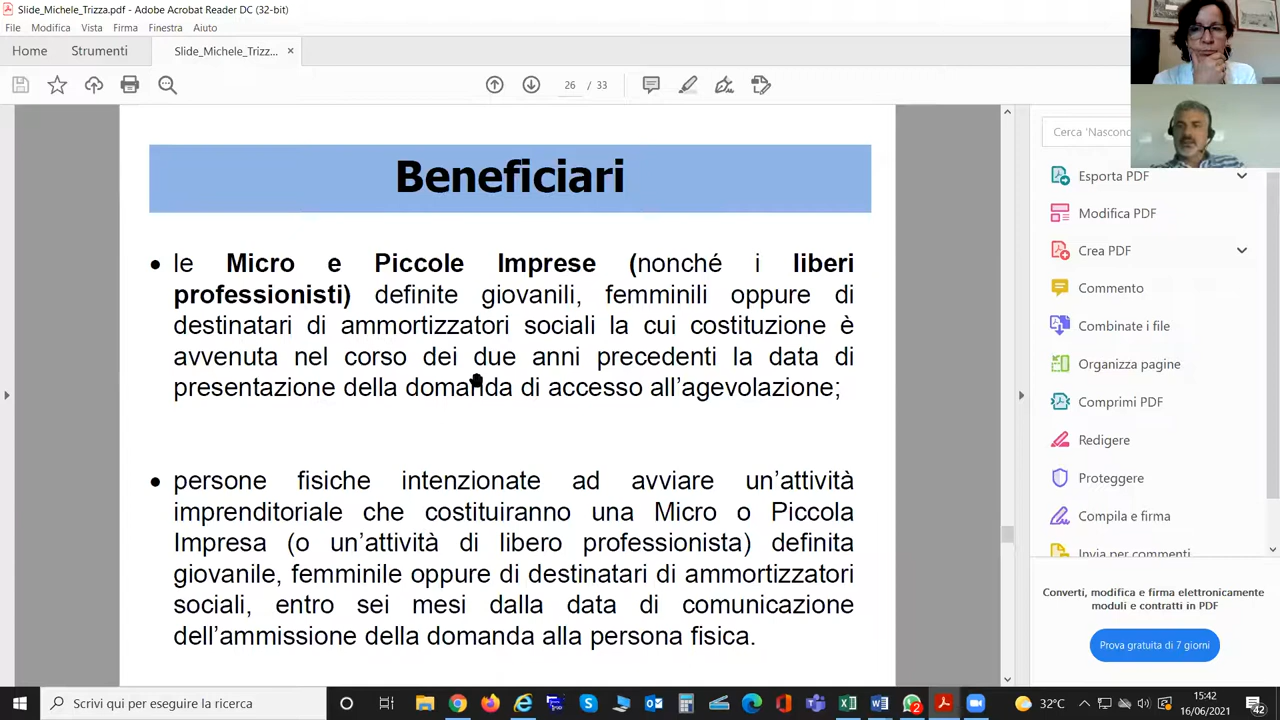 Slide_Michele_Trizza.pdf - Adobe Acrobat Reader DC (32-bit)
File Modifica Vista Firma Finestra Aiuto
Home Strumenti Slide_Michele_Trizz... ×
26 / 33
Cerca 'Nascond
Beneficiari
• le Micro e Piccole Imprese (nonché i liberi
professionisti) definite giovanili, femminili oppure di
destinatari di ammortizzatori sociali la cui costituzione è
avvenuta nel corso dei due anni precedenti la data di
presentazione della domanda di accesso all’agevolazione;
• persone fisiche intenzionate ad avviare un’attività
imprenditoriale che costituiranno una Micro o Piccola
Impresa (o un’attività di libero professionista) definita
giovanile, femminile oppure di destinatari di ammortizzatori
sociali, entro sei mesi dalla data di comunicazione
dell’ammissione della domanda alla persona fisica.
Esporta PDF
Modifica PDF
Crea PDF
Commento
Combinate i file
Organizza pagine
Comprimi PDF
Redigere
Proteggere
Compila e firma
Invia per commenti
Converti, modifica e firma elettronicamente
moduli e contratti in PDF
Prova gratuita di 7 giorni
Scrivi qui per eseguire la ricerca
2
32°C
15:42
16/06/2021
42